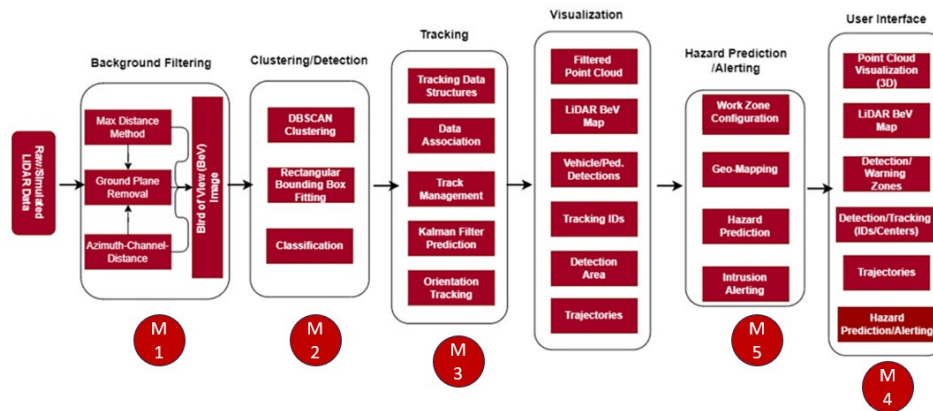 Raw/Simulated
LIDAR Data
Background Filtering
Max Distance
Method
Ground Plane
Removal
Azimuth-Channel-
Distance
Bird of View (BeV)
Image
M
1
Clustering/Detection
DBSCAN
Clustering
Rectangular
Bounding Box
Fitting
Classification
M
2
Tracking
Tracking Data
Structures
Data
Association
Track
Management
Kalman Filter
Prediction
Orientation
Tracking
M
3
Visualization
Filtered
Point Cloud
LiDAR BeV
Map
Vehicle/Ped.
Detections
Tracking IDs
Detection
Area
Trajectories
Hazard Prediction
/Alerting
Work Zone
Configuration
Geo-Mapping
Hazard
Prediction
Intrusion
Alerting
M
5
User Interface
Point Cloud
Visualization
(3D)
LiDAR BeV
Map
Detection/
Warning
Zones
Detection/Tracking
(IDs/Centers)
Trajectories
Hazard
Prediction/Alerting
M
4